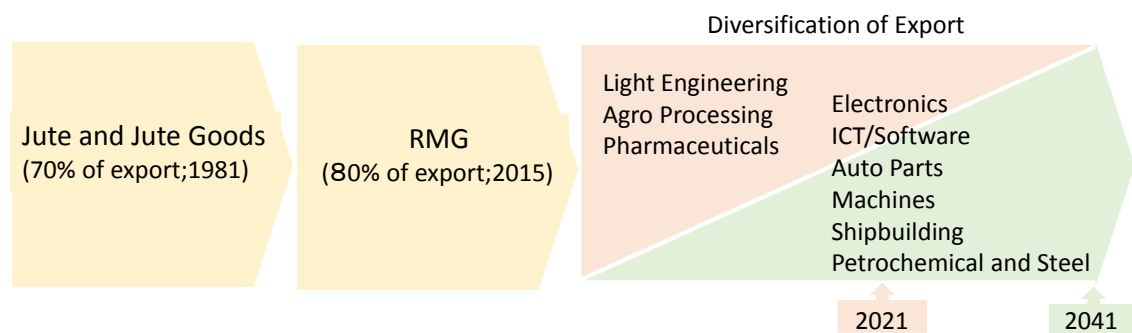 Diversification of Export
Jute and Jute Goods
(70% of export;1981)
RMG
(80% of export;2015)
Light Engineering
Agro Processing
Pharmaceuticals
Electronics
ICT/Software
Auto Parts
Machines
Shipbuilding
Petrochemical and Steel
2021
2041